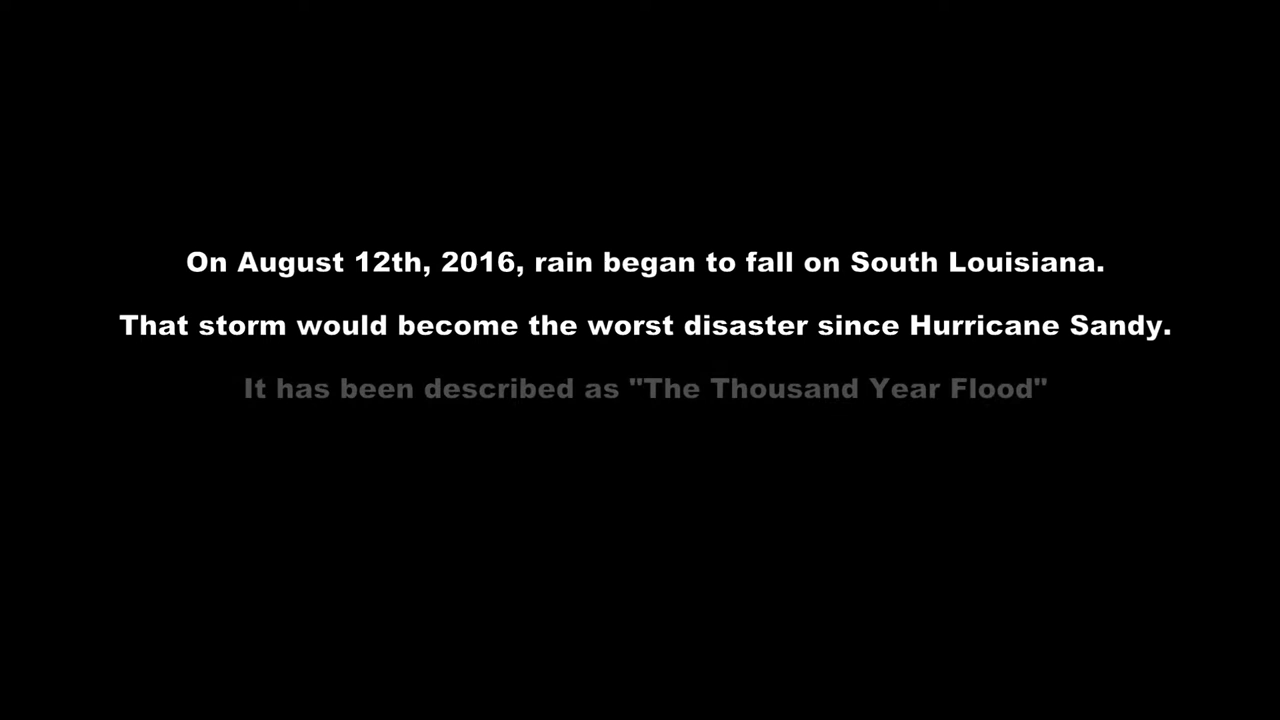 On August 12th, 2016, rain began to fall on South Louisiana.
That storm would become the worst disaster since Hurricane Sandy.
It has been described as "The Thousand Year Flood"